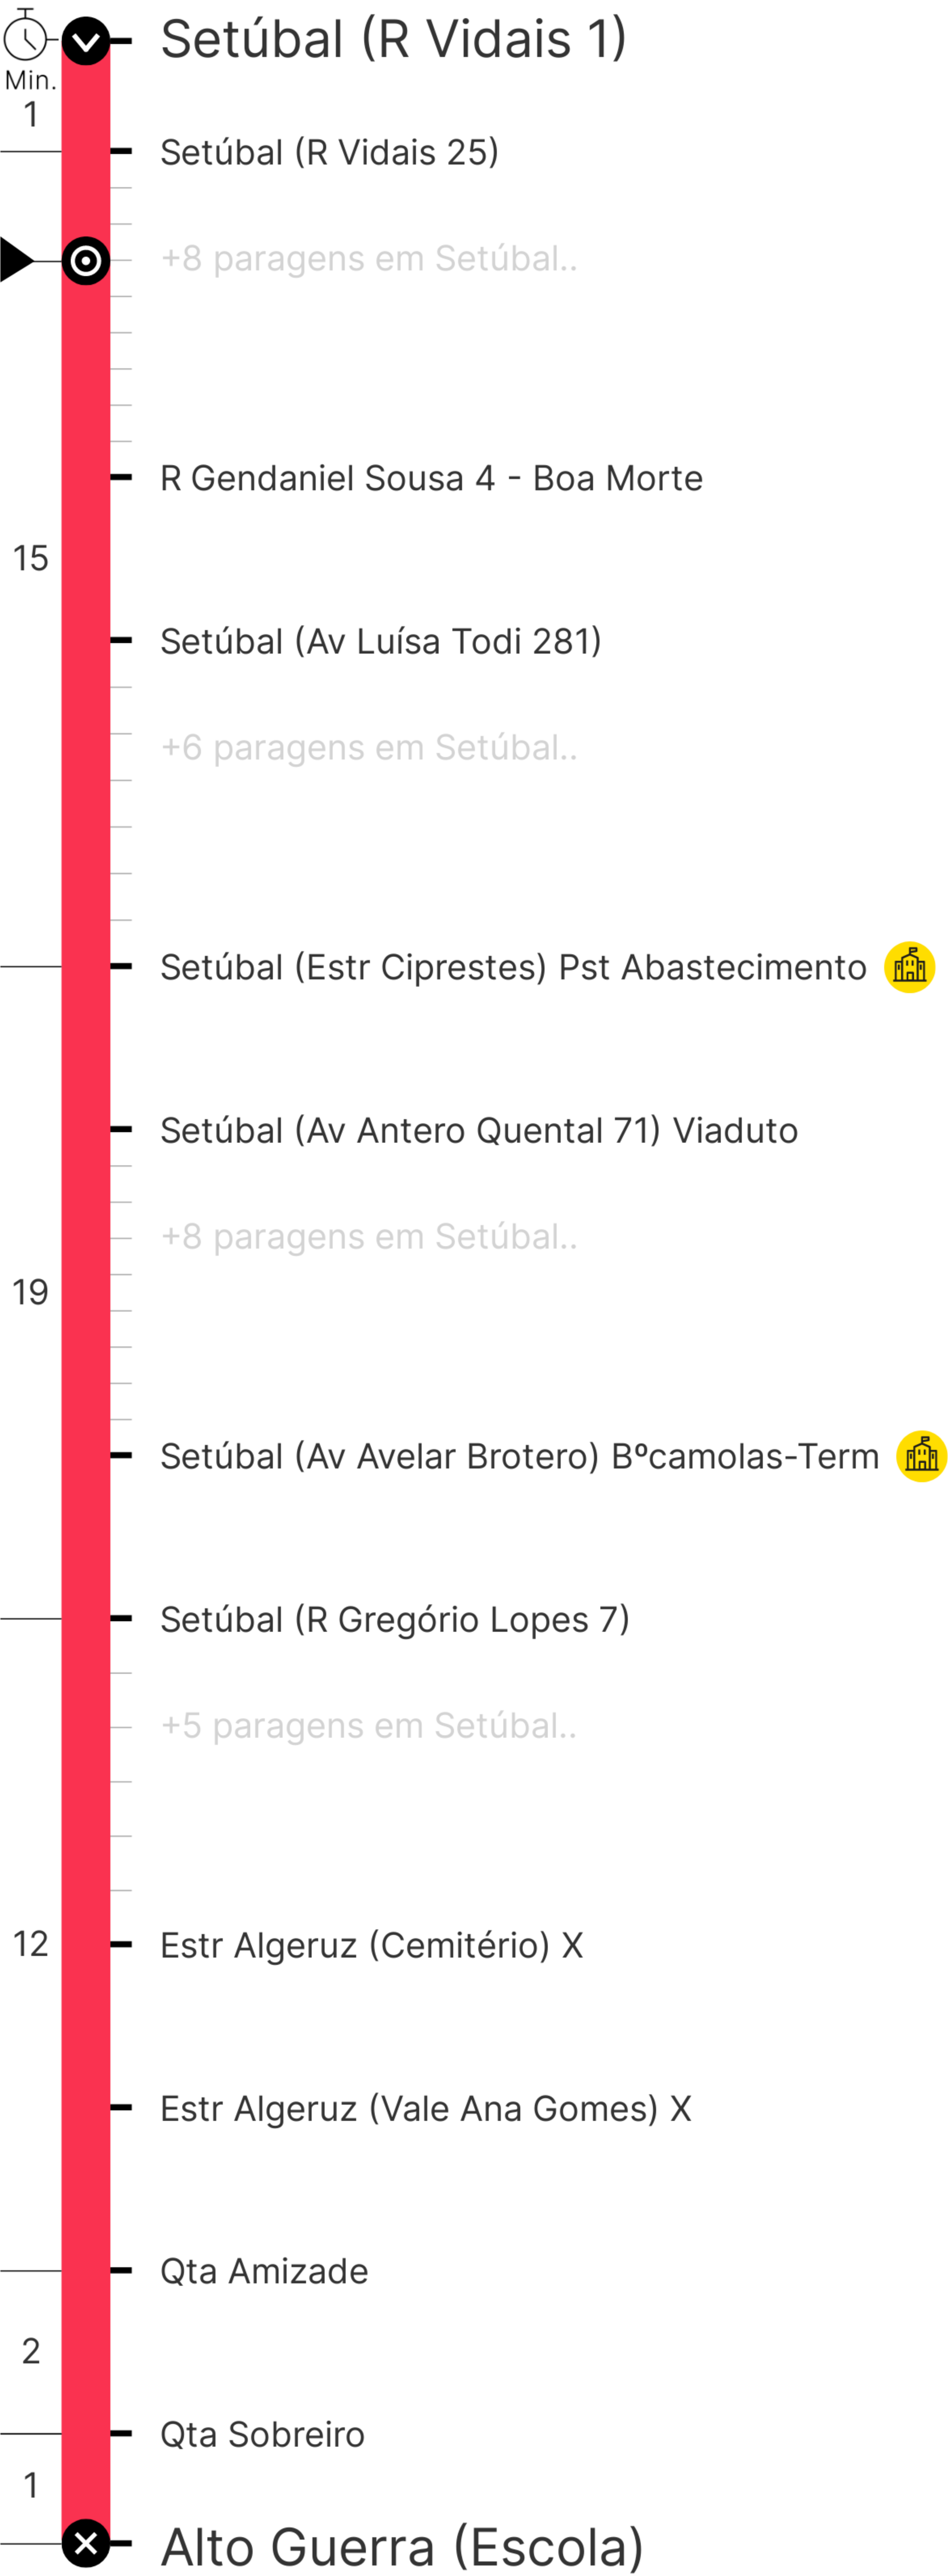 Setúbal (R Vidais 1)
Min.
1
Setúbal (R Vidais 25)
+8 paragens em Setúbal..
R Gendaniel Sousa 4 - Boa Morte
15
Setúbal (Av Luísa Todi 281)
+6 paragens em Setúbal..
Setúbal (Estr Ciprestes) Pst Abastecimento
Setúbal (Av Antero Quental 71) Viaduto
+8 paragens em Setúbal..
19
Setúbal (Av Avelar Brotero) Bºcamolas-Term
Setúbal (R Gregório Lopes 7)
+5 paragens em Setúbal..
12
Estr Algeruz (Cemitério) X
Estr Algeruz (Vale Ana Gomes) X
Qta Amizade
2
Qta Sobreiro
1
Alto Guerra (Escola)